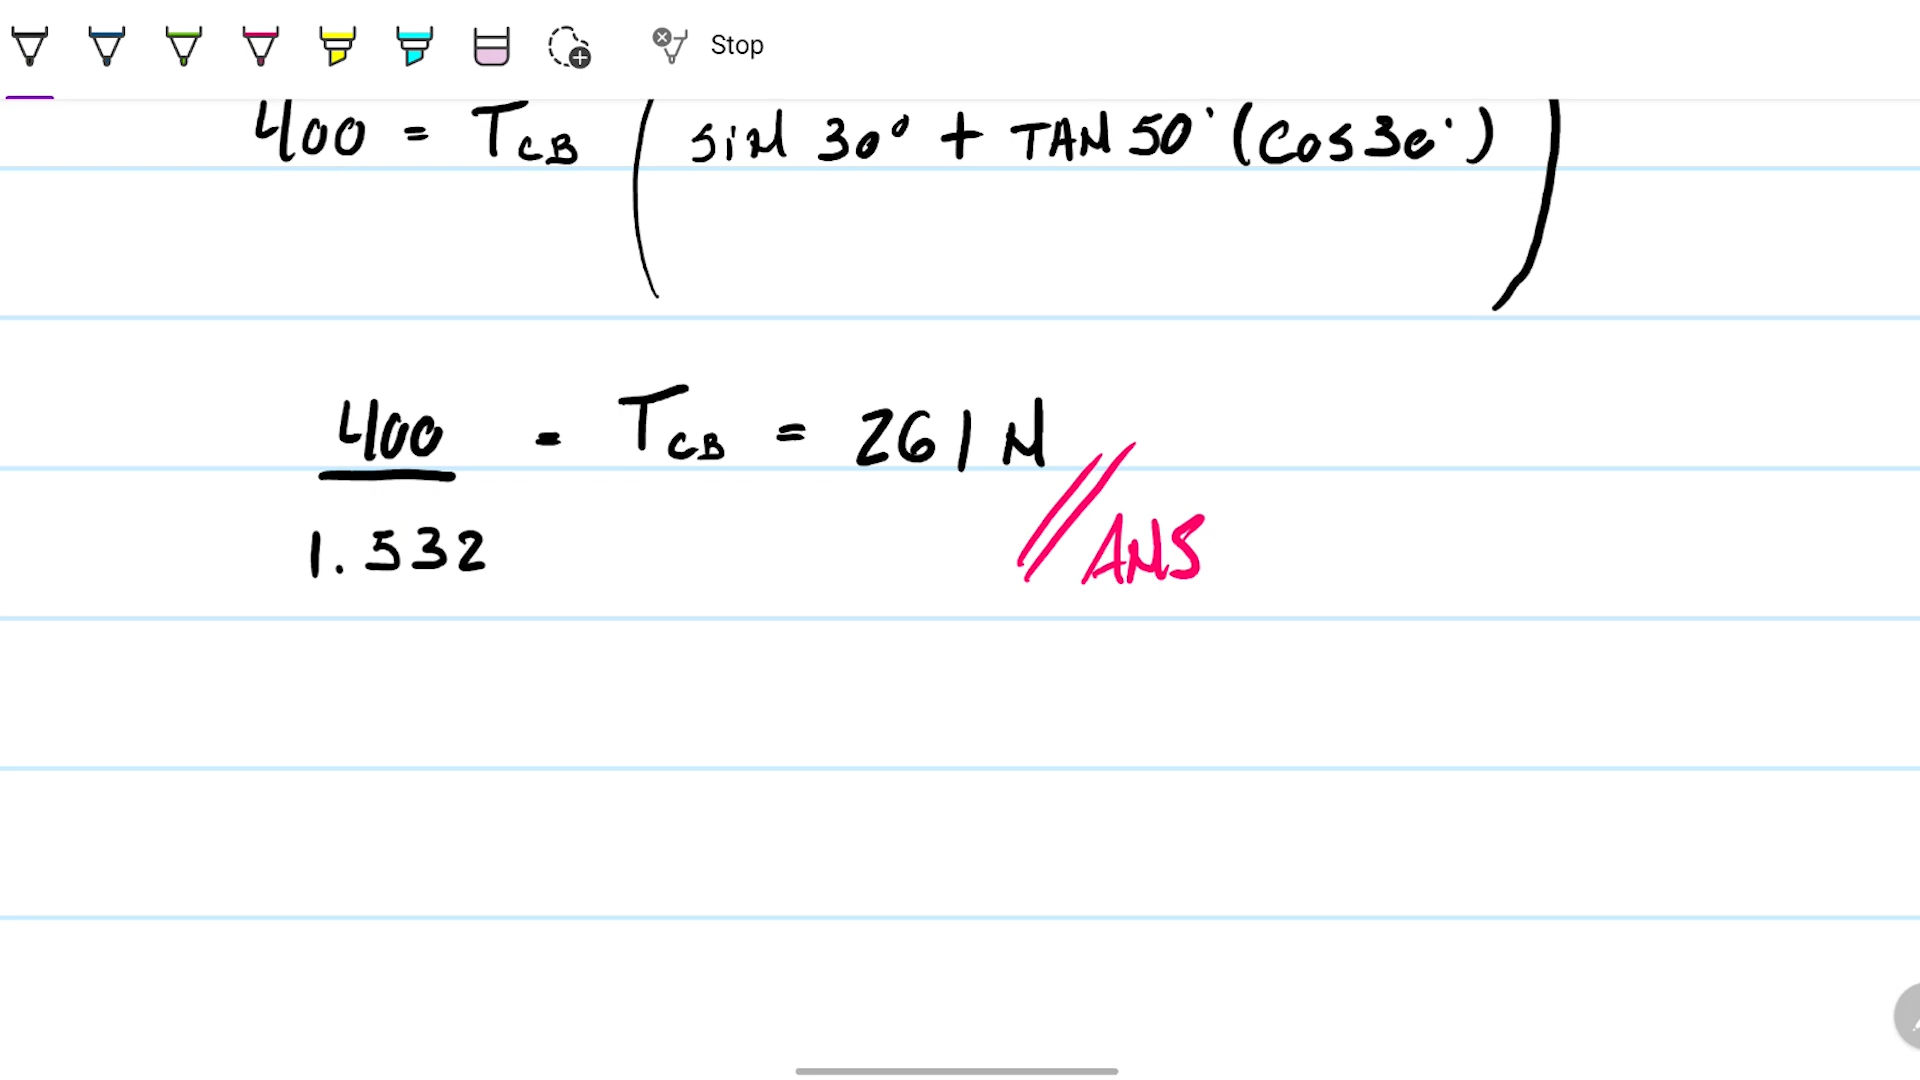 Stop
400 = TCB ( sin 30° + TAN 50° (cos 30°) )
400 = TCB = 261 N
1.532
// ANS